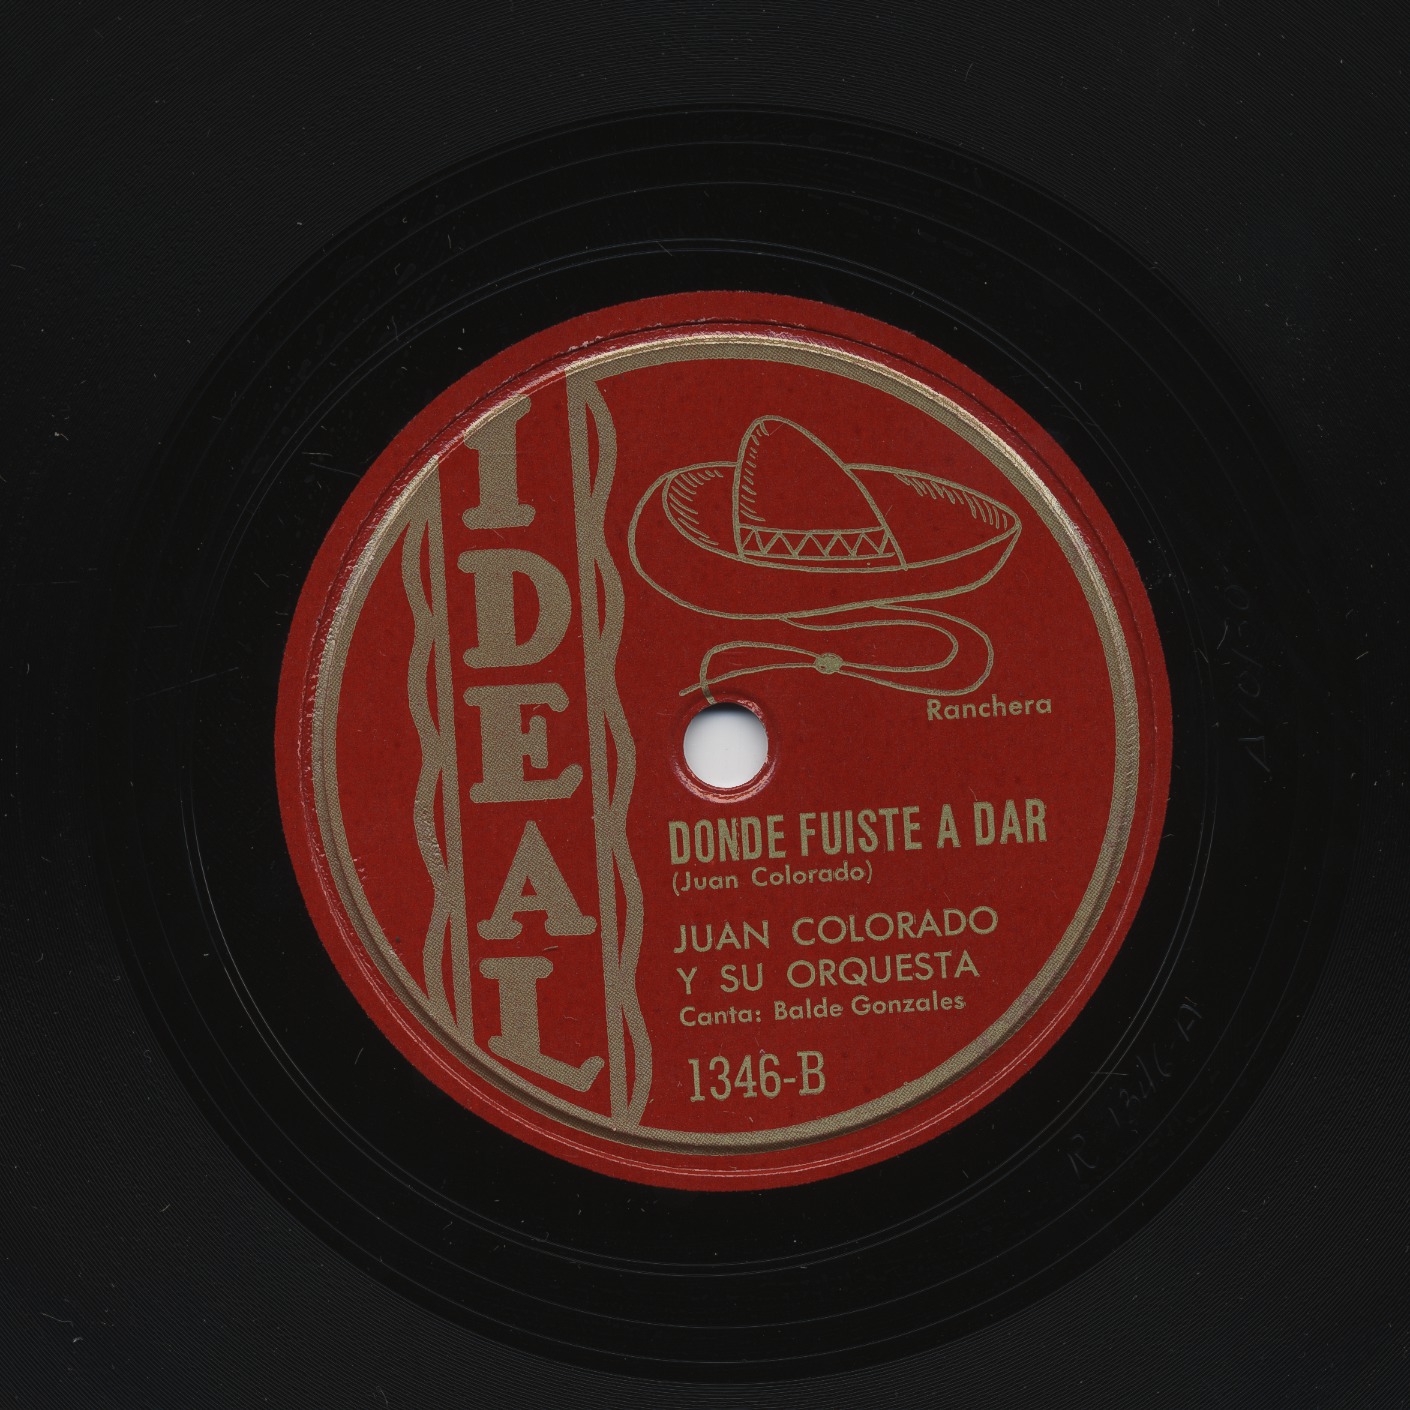 IDEAL
Ranchera
DONDE FUISTE A DAR
(Juan Colorado)
JUAN COLORADO
Y SU ORQUESTA
Canta: Balde Gonzales
1346-B